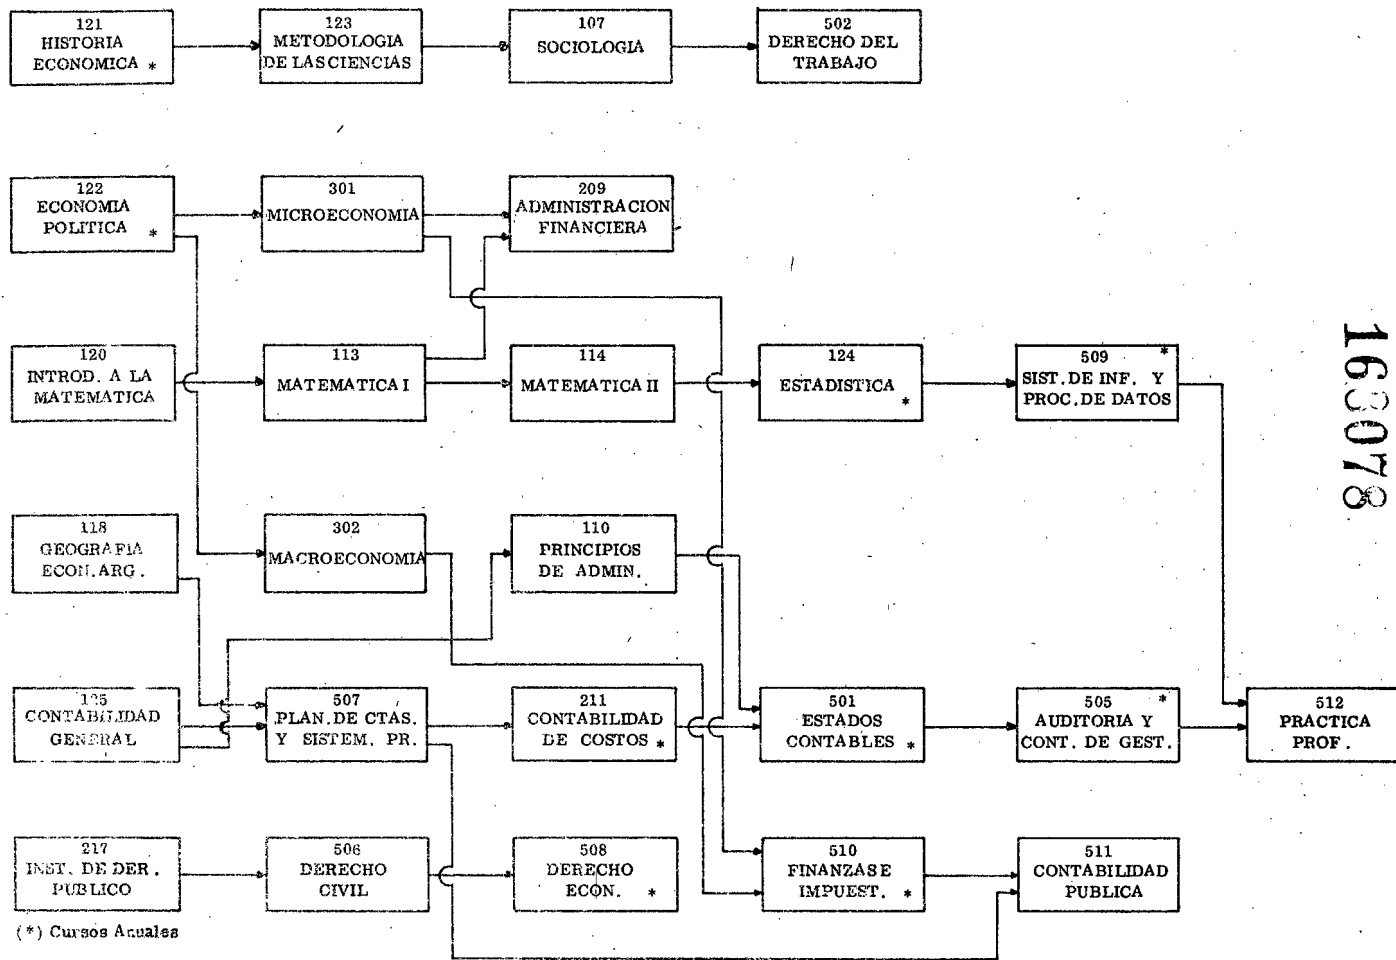 121
HISTORIA
ECONOMICA *
123
METODOLOGIA
DE LAS CIENCIAS
107
SOCIOLOGIA
502
DERECHO DEL
TRABAJO
122
ECONOMIA
POLITICA *
301
MICROECONOMIA
209
ADMINISTRACION
FINANCIERA
120
INTROD. A LA
MATEMATICA
113
MATEMATICA I
114
MATEMATICA II
124
ESTADISTICA
*
509 *
SIST. DE INF. Y
PROC. DE DATOS
163078
118
GEOGRAFIA
ECON. ARG.
302
MACROECONOMIA
110
PRINCIPIOS
DE ADMIN.
CONTABILIDAD
GENERAL
507
PLAN. DE CTAS.
Y SISTEM. PR.
211
CONTABILIDAD
DE COSTOS *
501
ESTADOS
CONTABLES *
505 *
AUDITORIA Y
CONT. DE GEST.
512
PRACTICA
PROF.
217
INST. DE DER.
PUBLICO
506
DERECHO
CIVIL
508
DERECHO
ECON. *
510
FINANZAS E
IMPUEST. *
511
CONTABILIDAD
PUBLICA
(*) Cursos Anuales